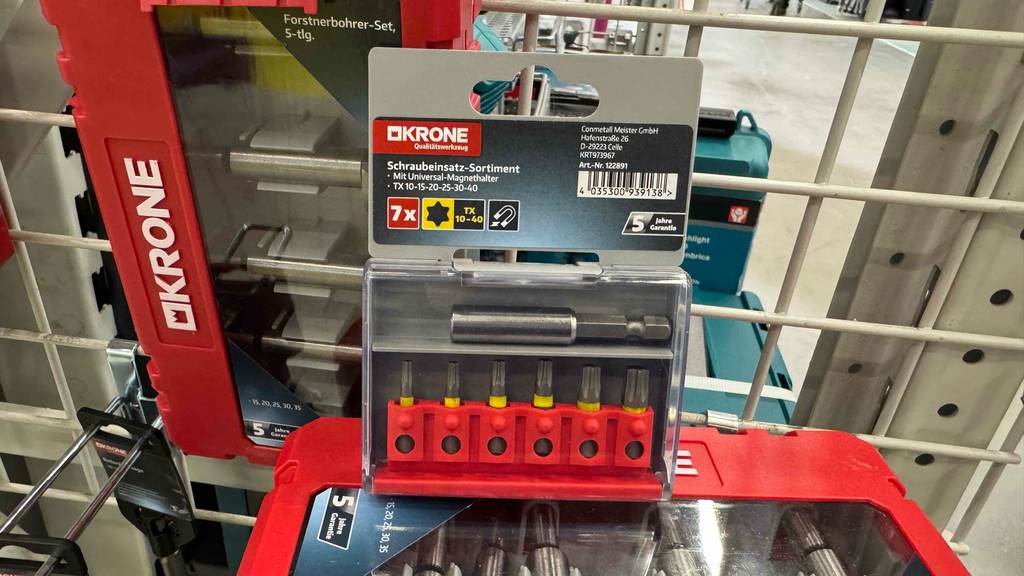 Forstnerbohrer-Set,
5-tlg.
KRONE
15, 20, 25, 30, 35
5 Jahre
Garantie
KRONE
Qualitätswerkzeug
Schraubeinsatz-Sortiment
· Mit Universal-Magnethalter
· TX 10-15-20-25-30-40
7x
TX
10-40
Conmetall Meister GmbH
Hafenstraße 26
D-29223 Celle
KRT973967
Art.-Nr. 122891
4 035300 939138 >
5 Jahre
Garantie
5 Jahre
Garantie
15, 20, 25, 30, 35